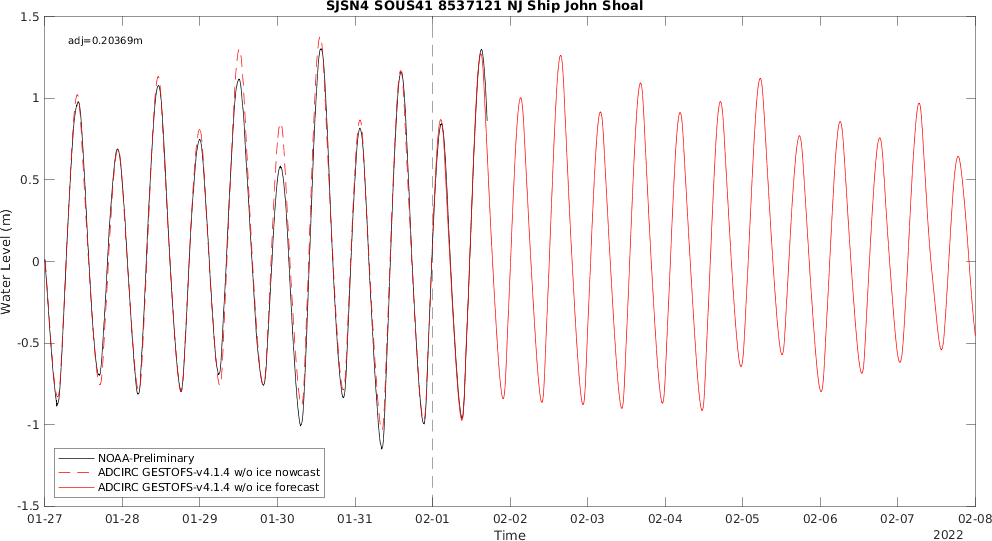 SJSN4 SOUS41 8537121 NJ Ship John Shoal
adj=0.20369m
1.5
1
0.5
0
-0.5
-1
-1.5
Water Level (m)
NOAA-Preliminary
ADCIRC GESTOFS-v4.1.4 w/o ice nowcast
ADCIRC GESTOFS-v4.1.4 w/o ice forecast
01-27 01-28 01-29 01-30 01-31 02-01 02-02 02-03 02-04 02-05 02-06 02-07 02-08
Time
2022